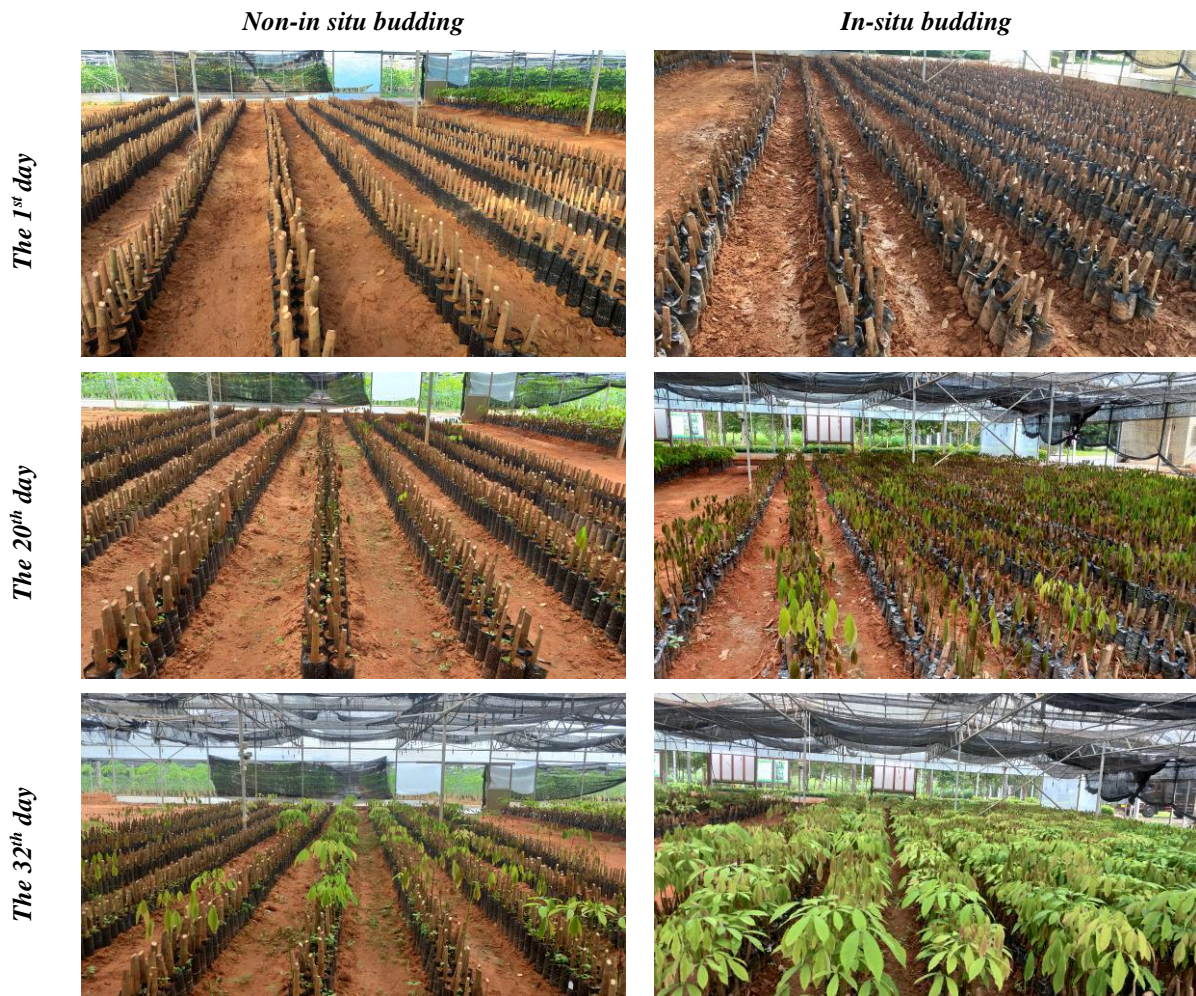 Non-in situ budding
In-situ budding
The 1st day
The 20th day
The 32th day